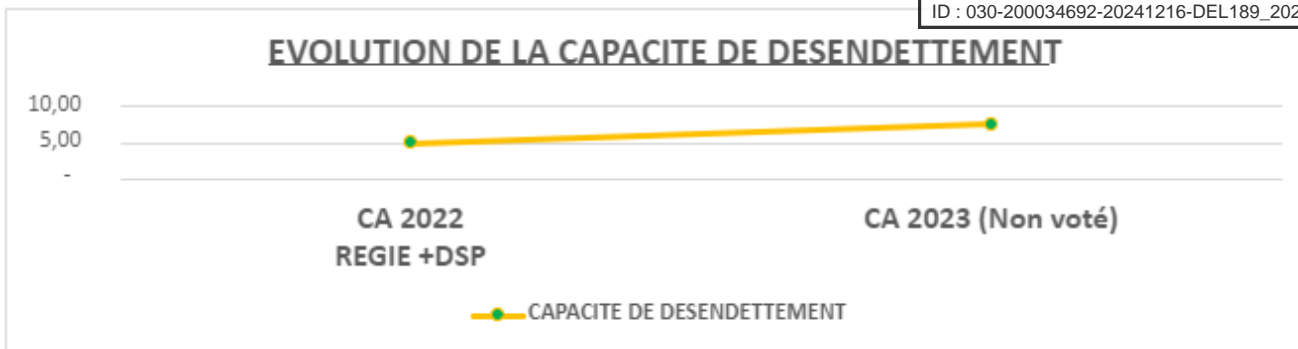 ID : 030-200034692-20241216-DEL189_202
EVOLUTION DE LA CAPACITE DE DESENDETTEMENT
10,00
5,00
-
CA 2022
REGIE +DSP
CA 2023 (Non voté)
CAPACITE DE DESENDETTEMENT